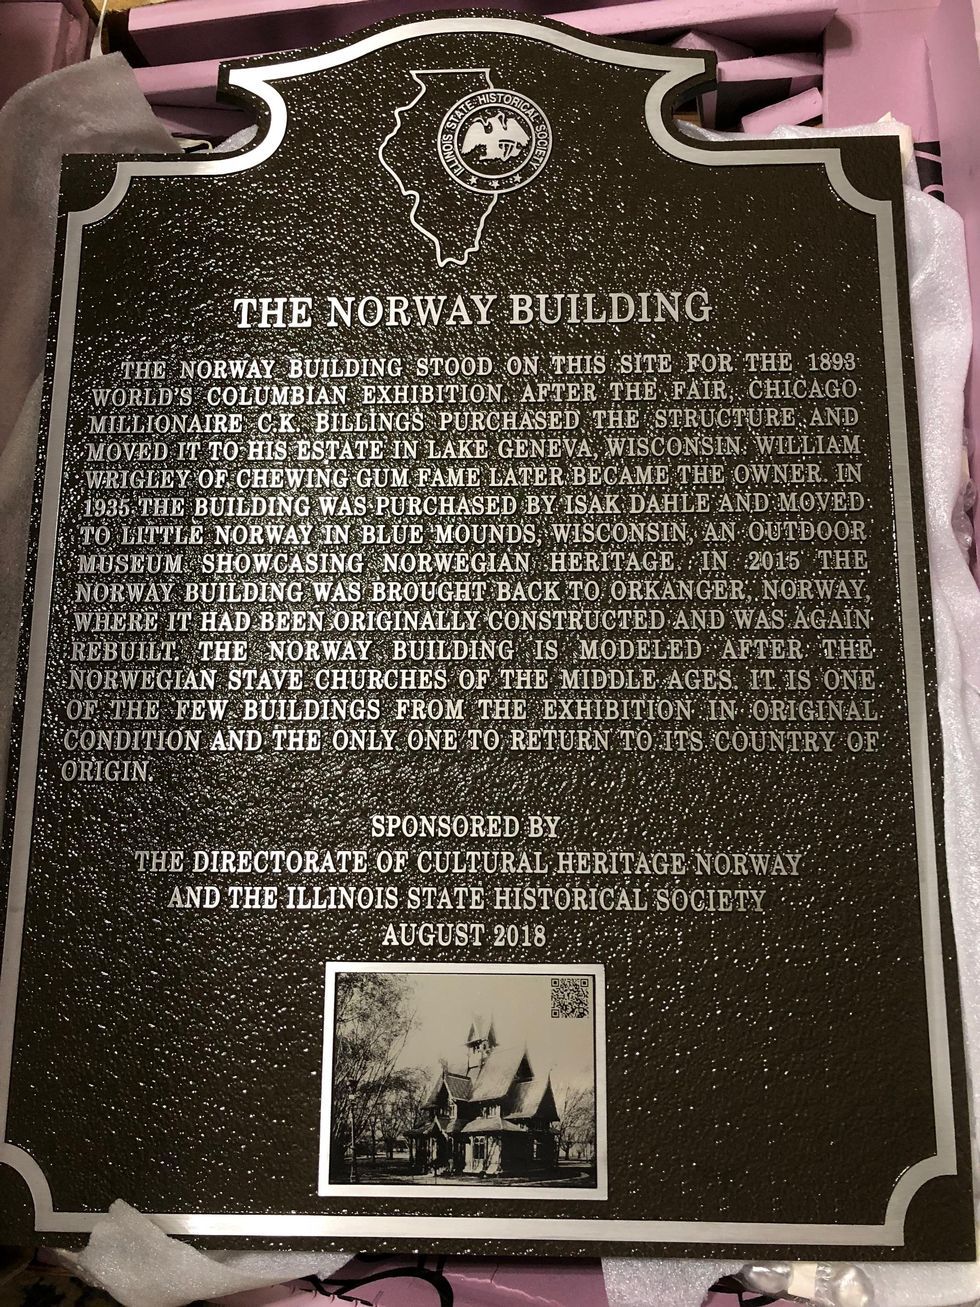 ILLINOIS STATE HISTORICAL SOCIETY
THE NORWAY BUILDING
THE NORWAY BUILDING STOOD ON THIS SITE FOR THE 1893
WORLD'S COLUMBIAN EXHIBITION. AFTER THE FAIR, CHICAGO
MILLIONAIRE C.K. BILLINGS PURCHASED THE STRUCTURE AND
MOVED IT TO HIS ESTATE IN LAKE GENEVA, WISCONSIN. WILLIAM
WRIGLEY OF CHEWING GUM FAME LATER BECAME THE OWNER. IN
1935 THE BUILDING WAS PURCHASED BY ISAK DAHLE AND MOVED
TO LITTLE NORWAY IN BLUE MOUNDS, WISCONSIN, AN OUTDOOR
MUSEUM SHOWCASING NORWEGIAN HERITAGE. IN 2015 THE
NORWAY BUILDING WAS BROUGHT BACK TO ORKANGER, NORWAY,
WHERE IT HAD BEEN ORIGINALLY CONSTRUCTED AND WAS AGAIN
REBUILT. THE NORWAY BUILDING IS MODELED AFTER THE
NORWEGIAN STAVE CHURCHES OF THE MIDDLE AGES. IT IS ONE
OF THE FEW BUILDINGS FROM THE EXHIBITION IN ORIGINAL
CONDITION AND THE ONLY ONE TO RETURN TO ITS COUNTRY OF
ORIGIN.
SPONSORED BY
THE DIRECTORATE OF CULTURAL HERITAGE NORWAY
AND THE ILLINOIS STATE HISTORICAL SOCIETY
AUGUST 2018